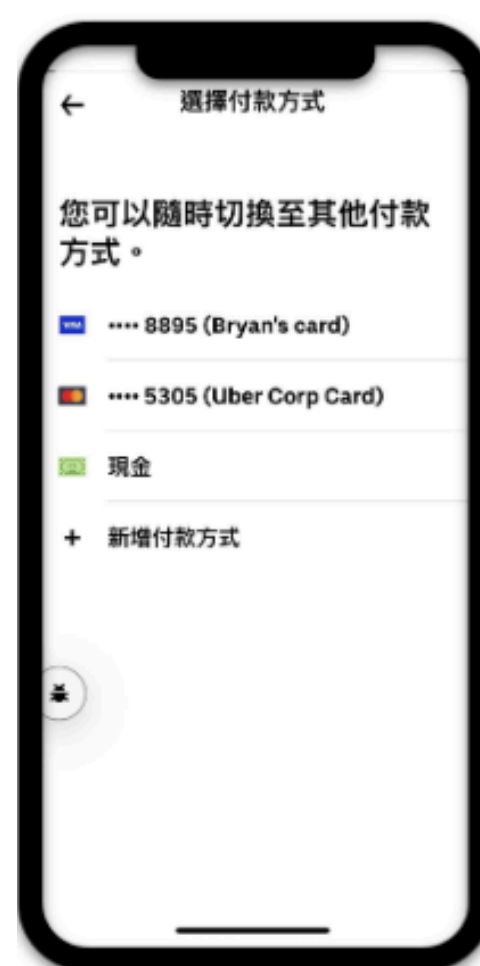 選擇付款方式
您可以隨時切換至其他付款
方式。
VISA •••• 8895 (Bryan's card)
•••• 5305 (Uber Corp Card)
現金
+ 新增付款方式